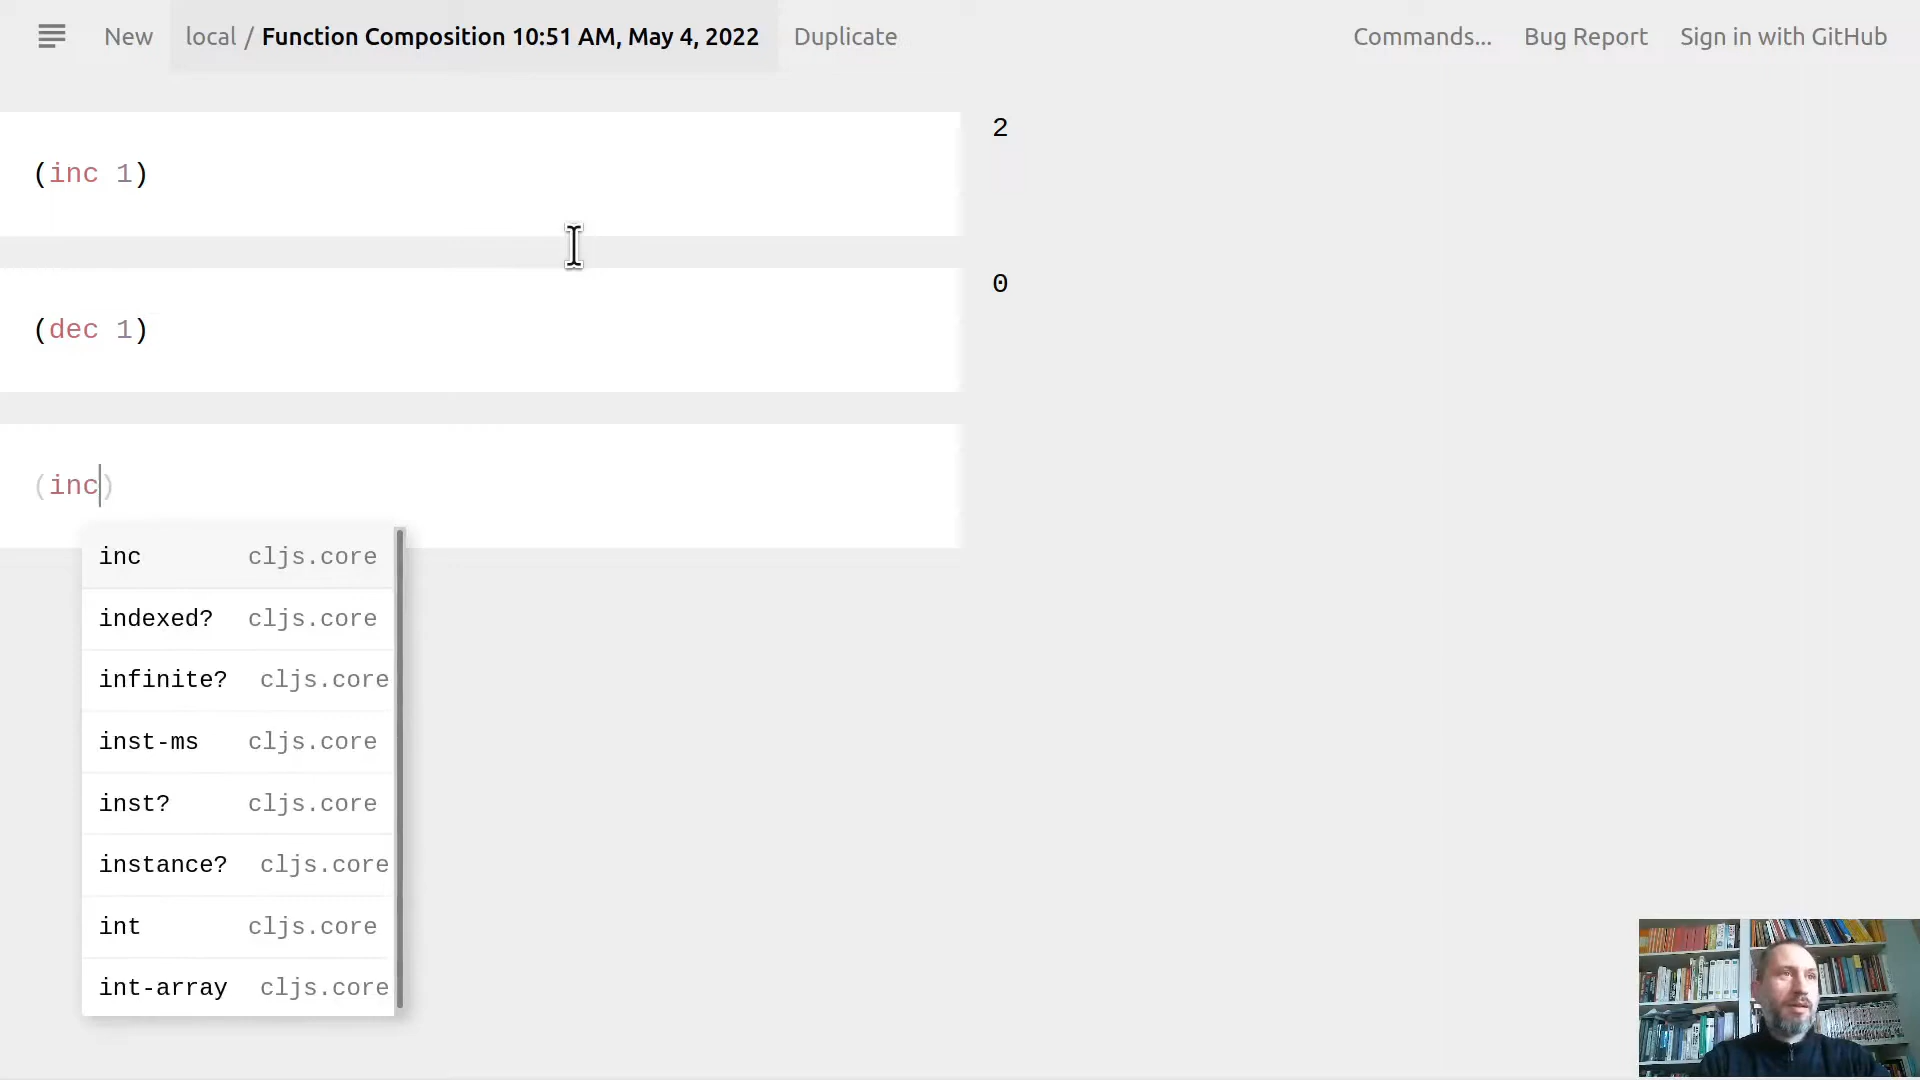 New local / Function Composition 10:51 AM, May 4, 2022 Duplicate Commands... Bug Report Sign in with GitHub
(inc 1)
2
(dec 1)
0
(inc)
inc cljs.core
indexed? cljs.core
infinite? cljs.core
inst-ms cljs.core
inst? cljs.core
instance? cljs.core
int cljs.core
int-array cljs.core